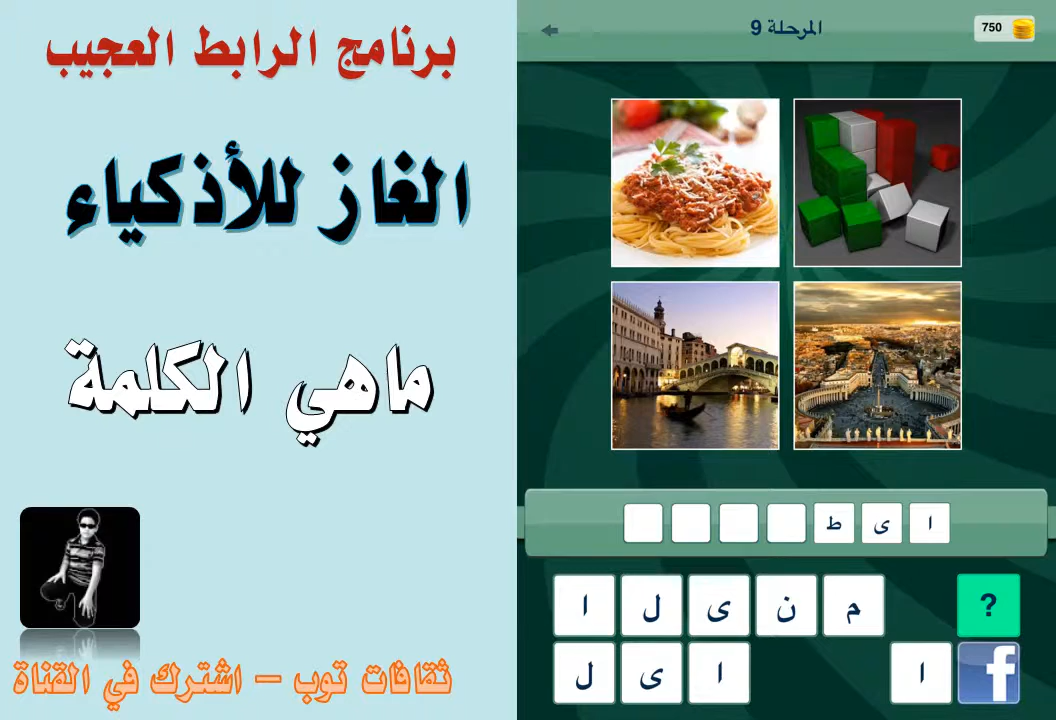 برنامج الرابط العجيب
الغاز للأذكياء
ماهي الكلمة
ثقافات توب – اشترك في القناة
المرحلة 9
750
ا ى ط
ا ل ى ن م ?
ل ى ا ا f